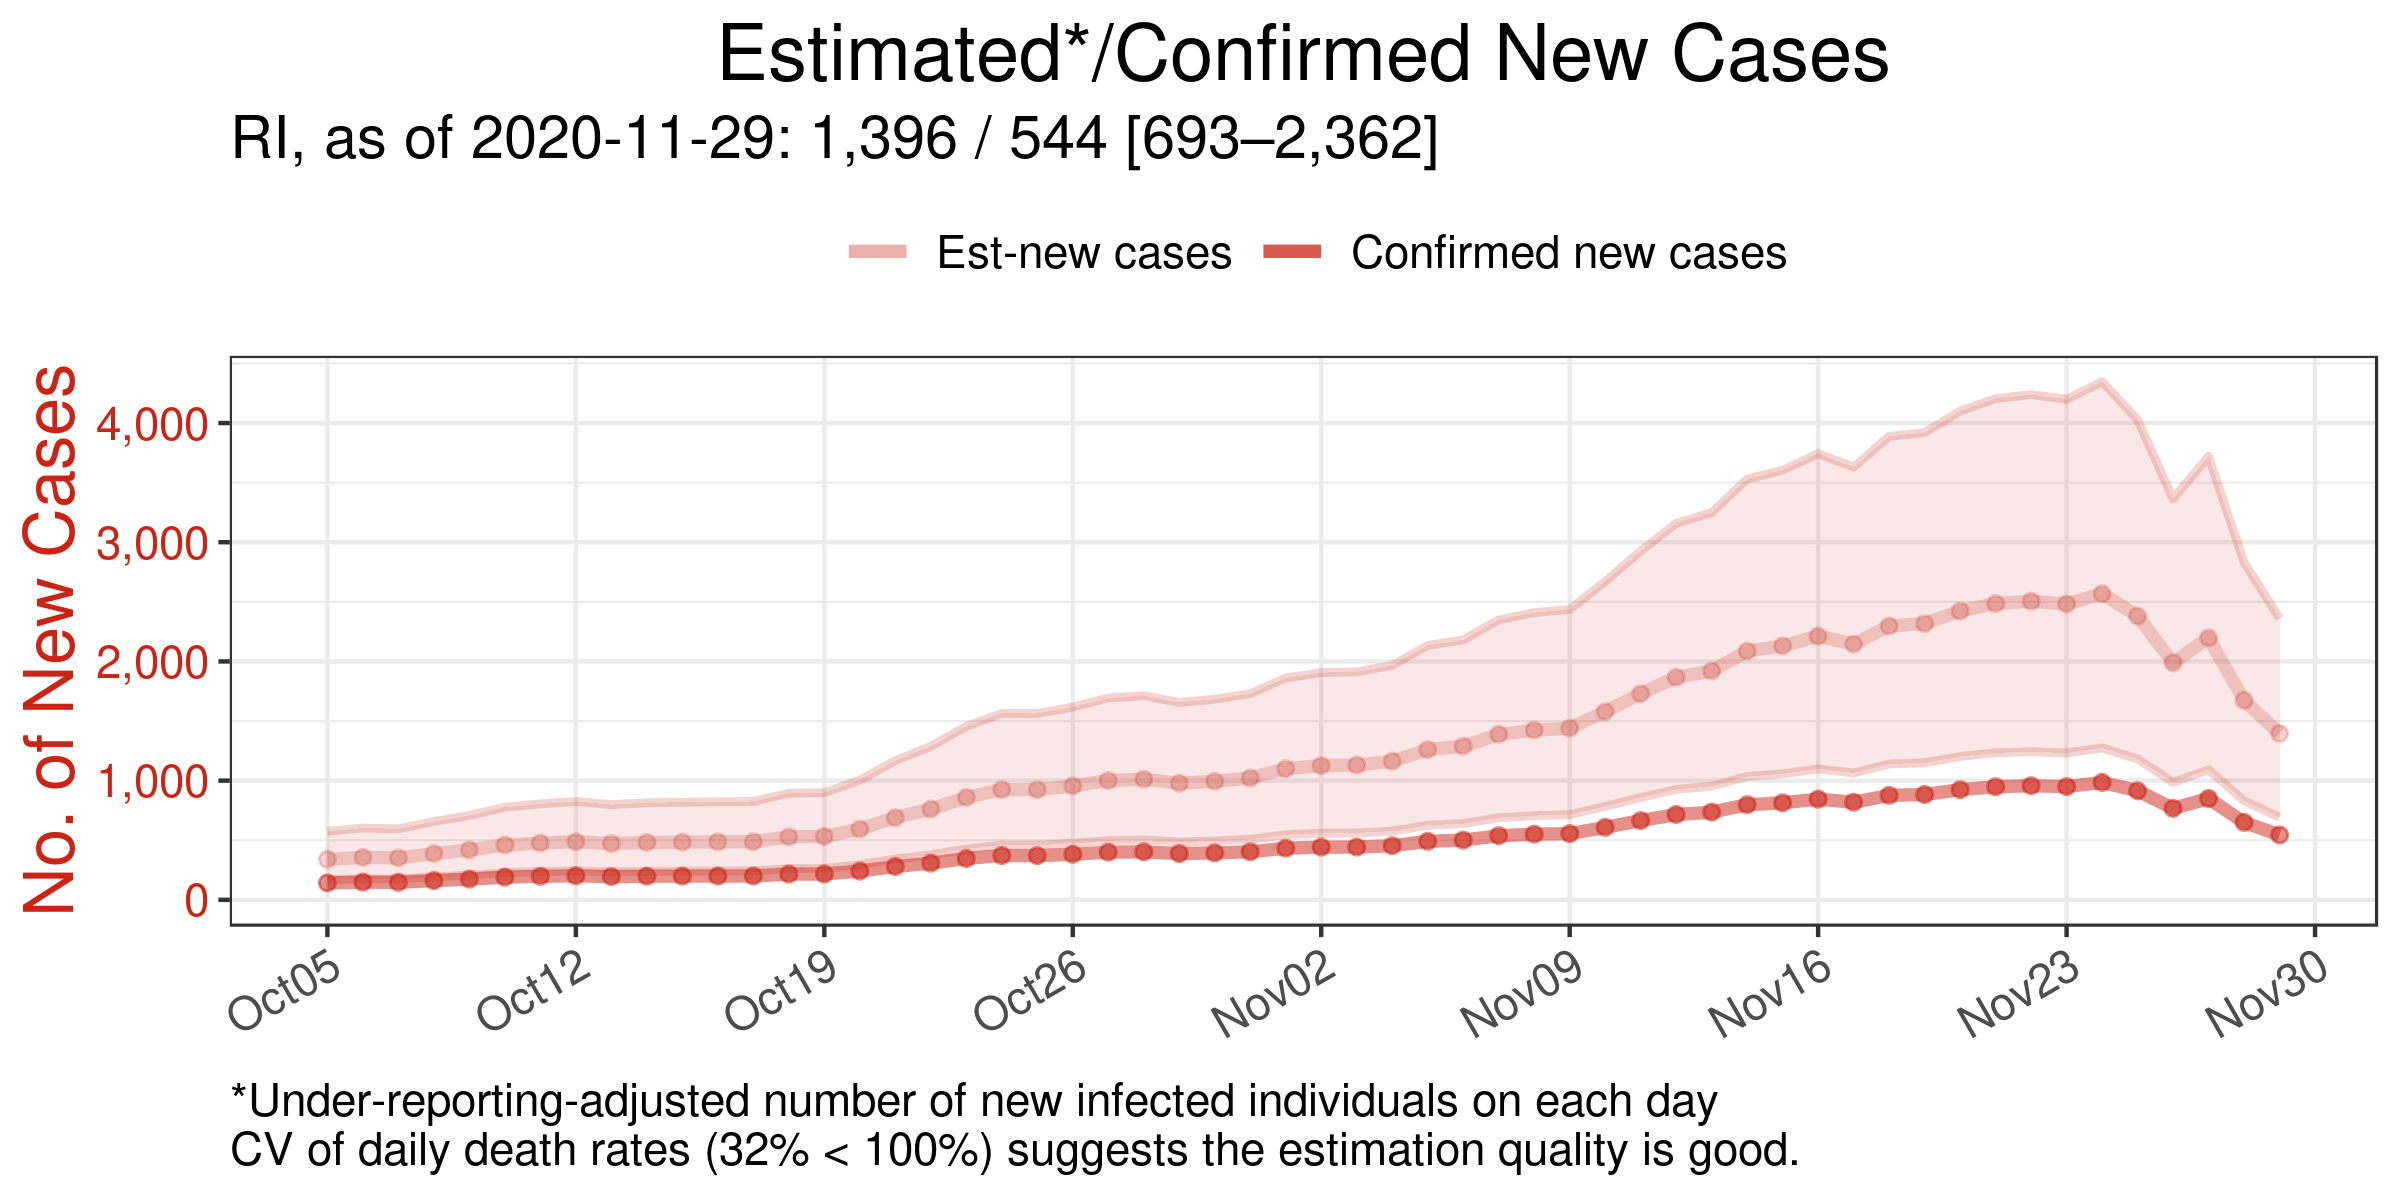 Estimated*/Confirmed New Cases
RI, as of 2020-11-29: 1,396 / 544 [693–2,362]
Est-new cases
Confirmed new cases
No. of New Cases
4,000
3,000
2,000
1,000
0
Oct05
Oct12
Oct19
Oct26
Nov02
Nov09
Nov16
Nov23
Nov30
*Under-reporting-adjusted number of new infected individuals on each day
CV of daily death rates (32% < 100%) suggests the estimation quality is good.